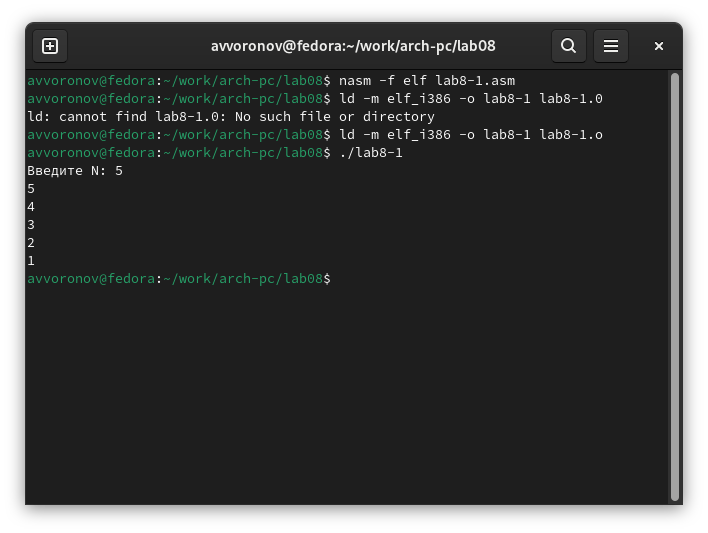 avvoronov@fedora:~/work/arch-pc/lab08
avvoronov@fedora:~/work/arch-pc/lab08$ nasm -f elf lab8-1.asm
avvoronov@fedora:~/work/arch-pc/lab08$ ld -m elf_i386 -o lab8-1 lab8-1.0
ld: cannot find lab8-1.0: No such file or directory
avvoronov@fedora:~/work/arch-pc/lab08$ ld -m elf_i386 -o lab8-1 lab8-1.o
avvoronov@fedora:~/work/arch-pc/lab08$ ./lab8-1
Введите N: 5
5
4
3
2
1
avvoronov@fedora:~/work/arch-pc/lab08$